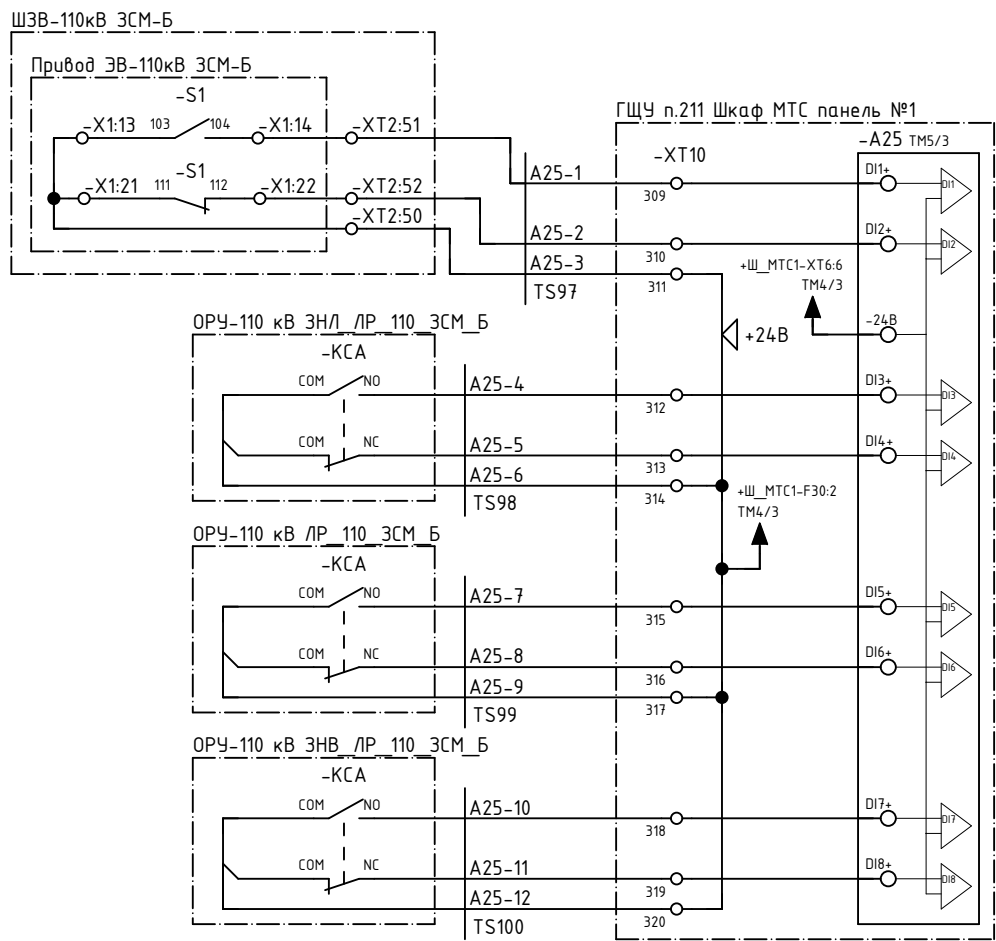 ШЗВ-110кВ ЗСМ-Б
Привод ЭВ-110кВ ЗСМ-Б
-S1
-X1:13 103 104 -X1:14 -XT2:51
-S1
-X1:21 111 112 -X1:22 -XT2:52
-XT2:50
ГЩУ п.211 Шкаф МТС панель №1
-XT10
-A25 ТМ5/3
A25-1 309 DI1+ DI1
A25-2 310 DI2+ DI2
A25-3 311
TS97
+Ш_МТС1-ХТ6:6
ТМ4/3
+24В
-24В
ОРУ-110 кВ ЗНЛ_ЛР_110_ЗСМ_Б
-КСА
COM NO A25-4 312 DI3+ DI3
COM NC A25-5 313 DI4+ DI4
A25-6 314
TS98
+Ш_МТС1-F30:2
ТМ4/3
ОРУ-110 кВ ЛР_110_ЗСМ_Б
-КСА
COM NO A25-7 315 DI5+ DI5
COM NC A25-8 316 DI6+ DI6
A25-9 317
TS99
ОРУ-110 кВ ЗНВ_ЛР_110_ЗСМ_Б
-КСА
COM NO A25-10 318 DI7+ DI7
COM NC A25-11 319 DI8+ DI8
A25-12 320
TS100